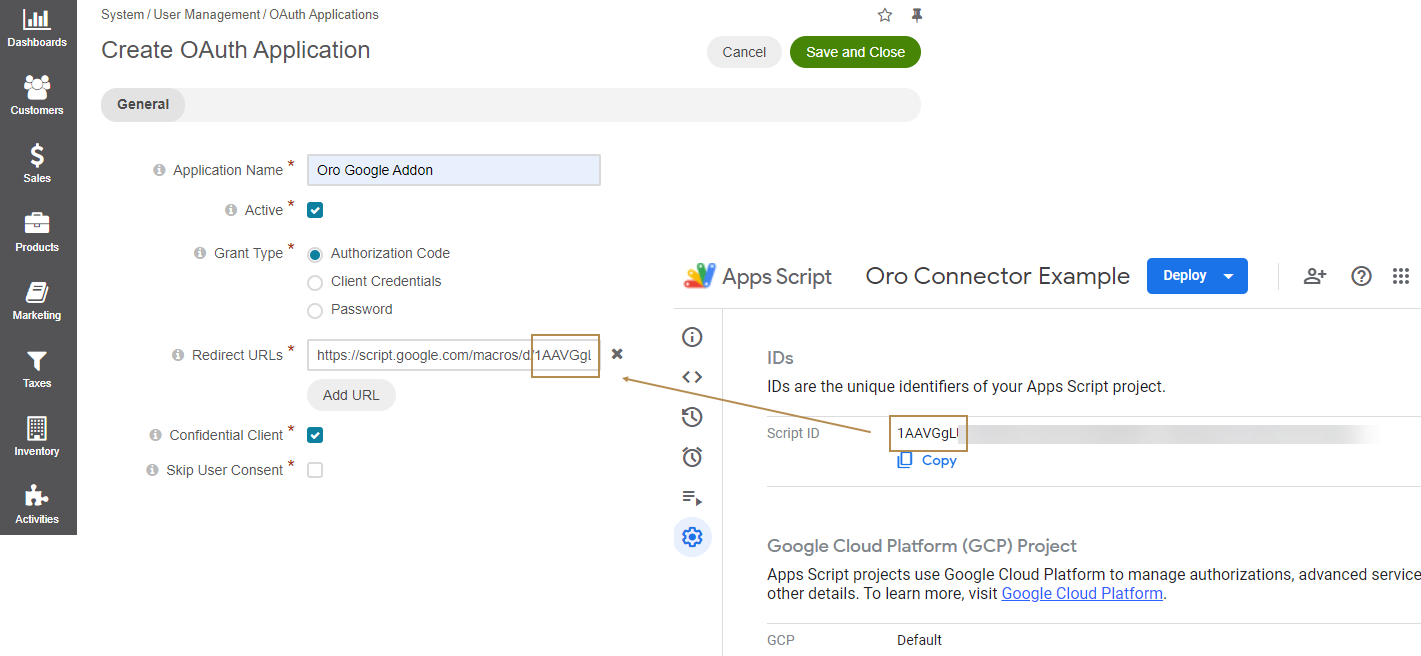 Dashboards
Customers
Sales
Products
Marketing
Taxes
Inventory
Activities
System / User Management / OAuth Applications
Create OAuth Application
Cancel
Save and Close
General
Application Name *
Oro Google Addon
Active *
Grant Type *
Authorization Code
Client Credentials
Password
Redirect URLs *
https://script.google.com/macros/d/1AAVGgL
Add URL
Confidential Client *
Skip User Consent *
Apps Script
Oro Connector Example
Deploy
IDs
IDs are the unique identifiers of your Apps Script project.
Script ID
1AAVGgL
Copy
Google Cloud Platform (GCP) Project
Apps Script projects use Google Cloud Platform to manage authorizations, advanced service
other details. To learn more, visit Google Cloud Platform.
GCP
Default